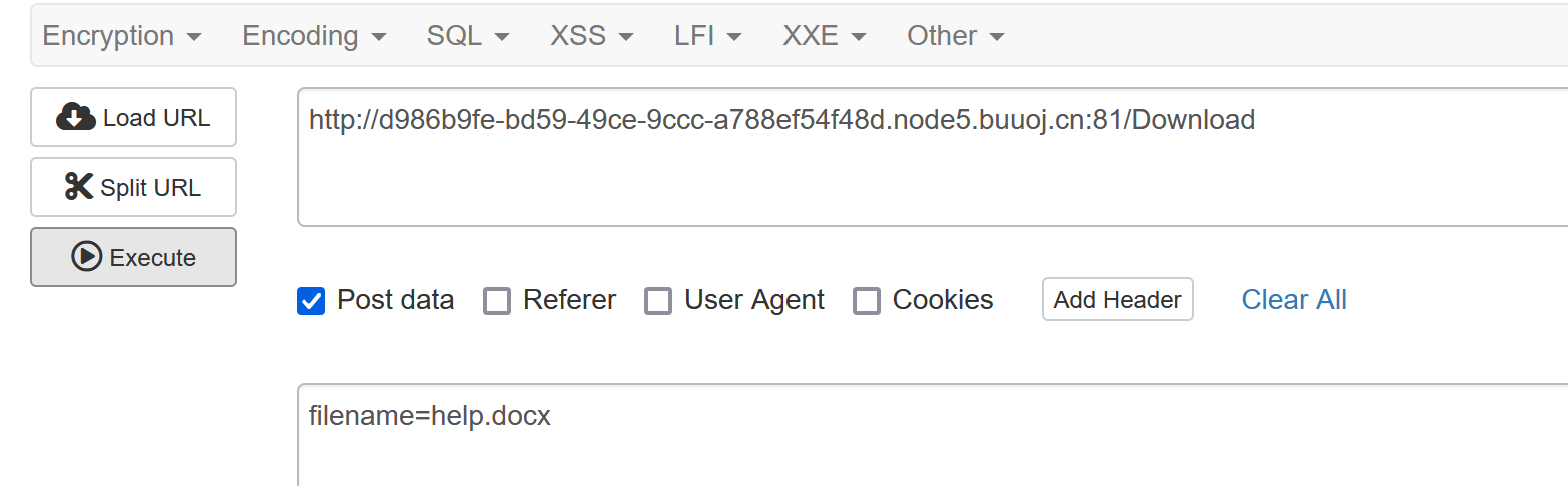 Encryption Encoding SQL XSS LFI XXE Other
Load URL
http://d986b9fe-bd59-49ce-9ccc-a788ef54f48d.node5.buuoj.cn:81/Download
Split URL
Execute
Post data Referer User Agent Cookies Add Header Clear All
filename=help.docx